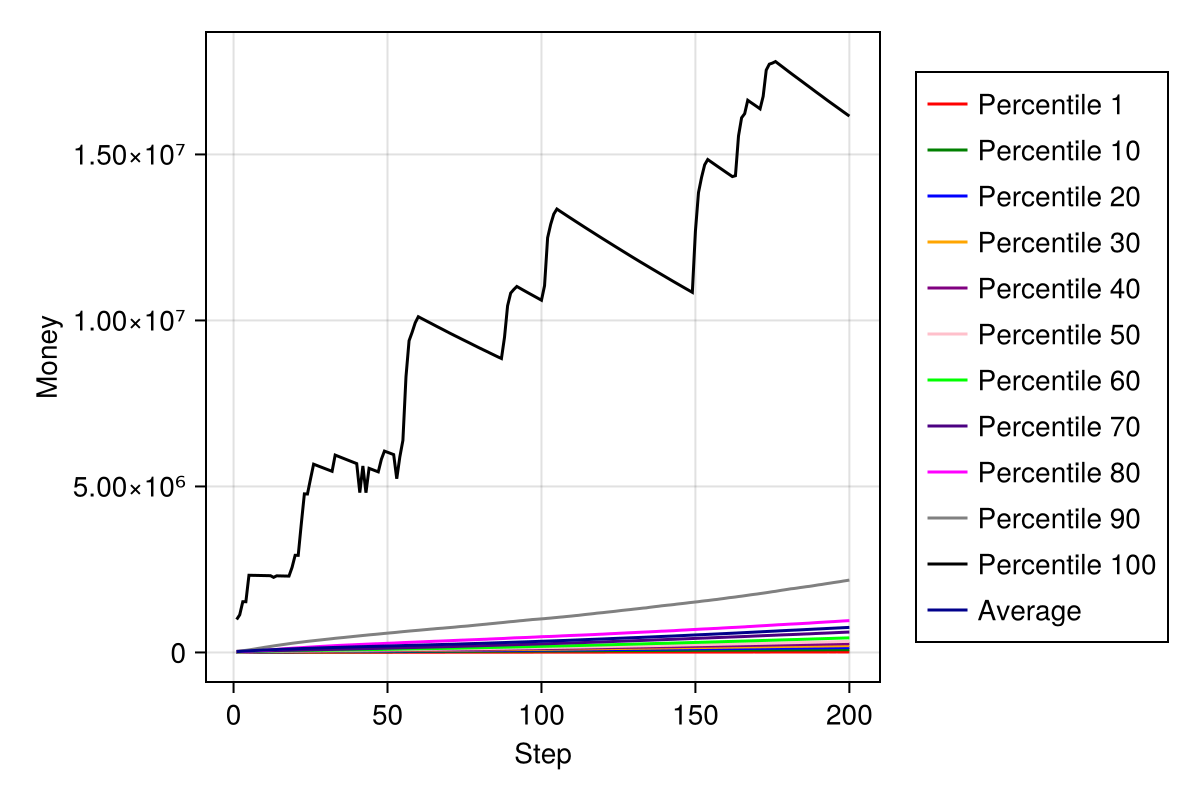 Money
1.50×10⁷
1.00×10⁷
5.00×10⁶
0
0 50 100 150 200
Step
Percentile 1
Percentile 10
Percentile 20
Percentile 30
Percentile 40
Percentile 50
Percentile 60
Percentile 70
Percentile 80
Percentile 90
Percentile 100
Average